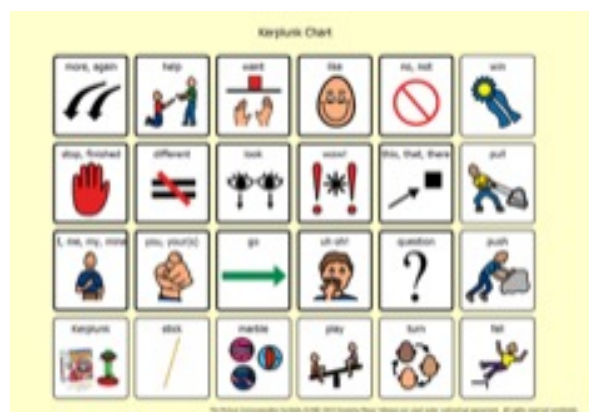 Kerplunk Chart
more, again help want like no, not win
stop, finished different look wow! this, that, there pull
I, me, my, mine you, your(s) go uh oh! question push
Kerplunk stick marble play turn fall